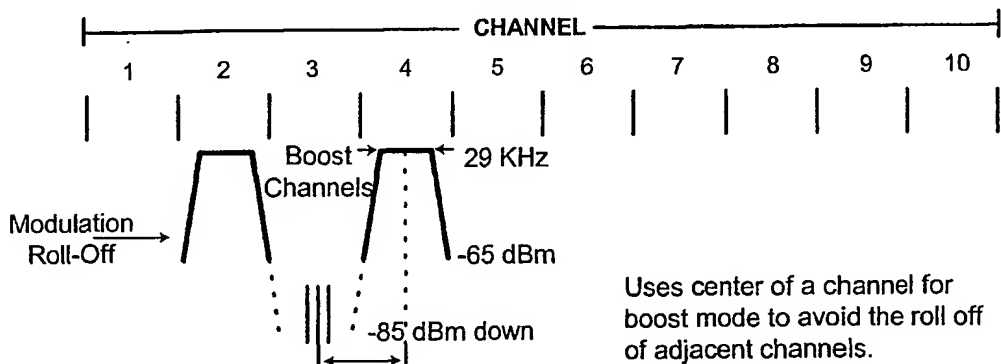 CHANNEL
1 2 3 4 5 6 7 8 9 10
Boost
Channels
29 KHz
Modulation
Roll-Off
-65 dBm
-85 dBm down
Uses center of a channel for
boost mode to avoid the roll off
of adjacent channels.